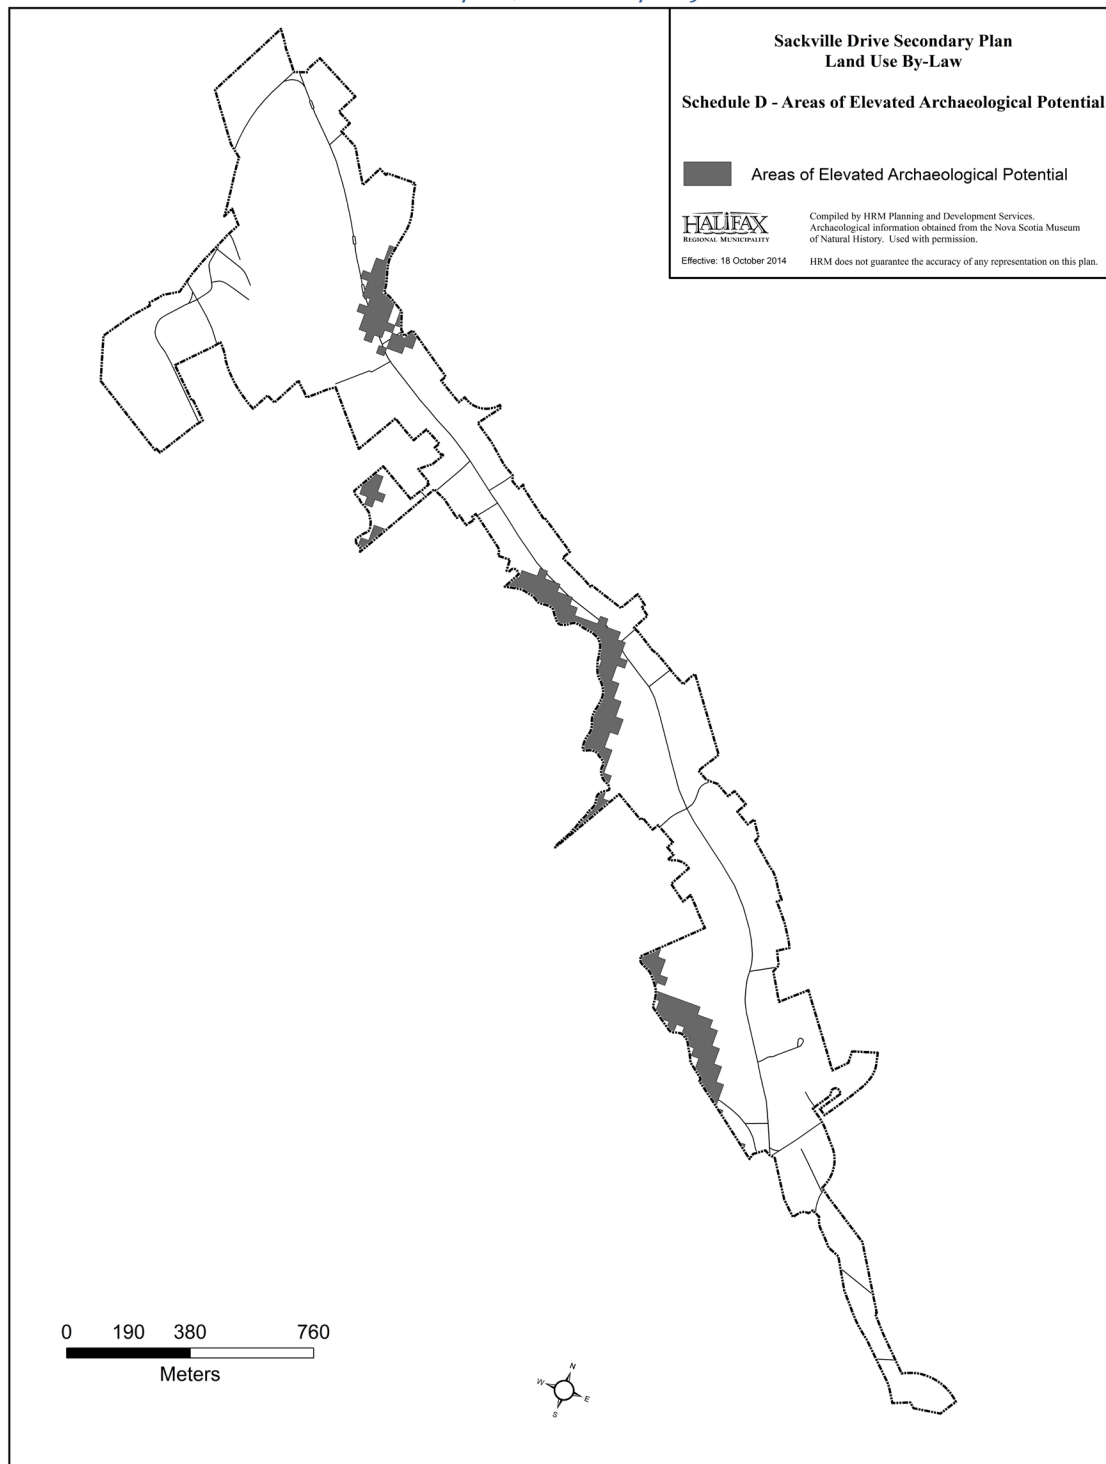 Sackville Drive Secondary Plan
Land Use By-Law
Schedule D - Areas of Elevated Archaeological Potential
Areas of Elevated Archaeological Potential
HALIFAX
REGIONAL MUNICIPALITY
Compiled by HRM Planning and Development Services.
Archaeological information obtained from the Nova Scotia Museum
of Natural History. Used with permission.
Effective: 18 October 2014
HRM does not guarantee the accuracy of any representation on this plan.
0 190 380 760
Meters
N
W
E
S